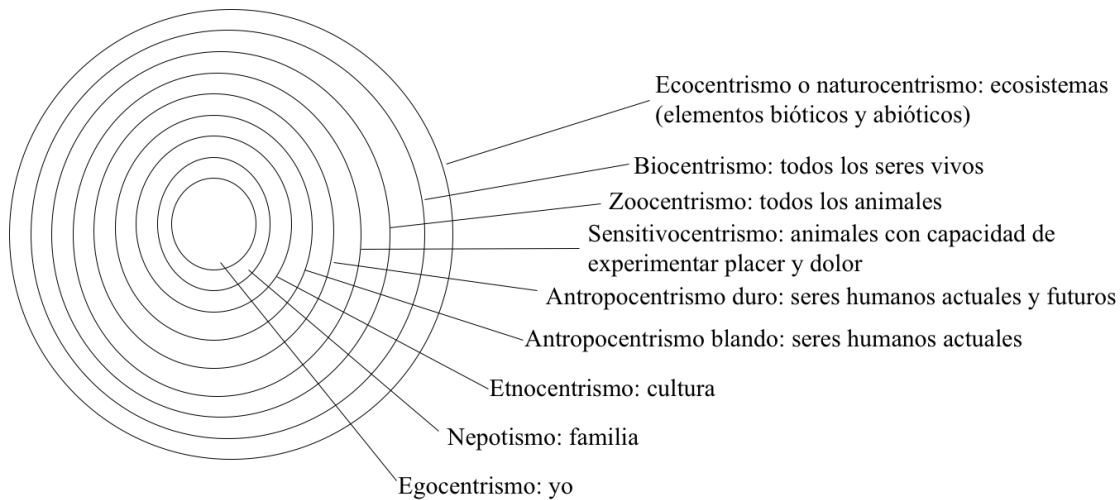 Ecocentrismo o naturocentrismo: ecosistemas
(elementos bióticos y abióticos)
Biocentrismo: todos los seres vivos
Zoocentrismo: todos los animales
Sensitivocentrismo: animales con capacidad de
experimentar placer y dolor
Antropocentrismo duro: seres humanos actuales y futuros
Antropocentrismo blando: seres humanos actuales
Etnocentrismo: cultura
Nepotismo: familia
Egocentrismo: yo